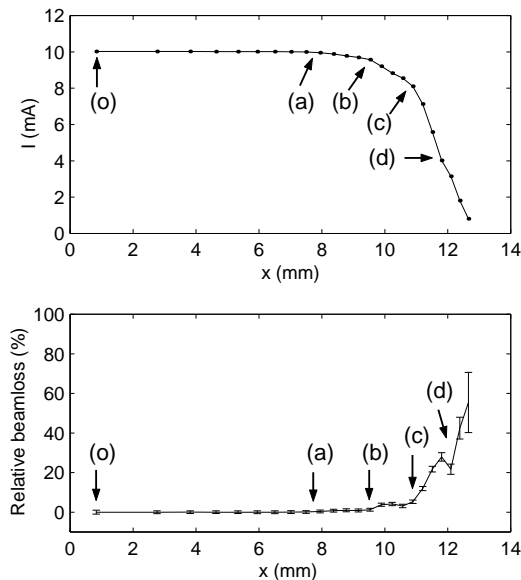 12
10
8
6
4
2
0
I (mA)
(o)
(a)
(b)
(c)
(d)
0 2 4 6 8 10 12 14
x (mm)
100
80
60
40
20
0
Relative beamloss (%)
(o)
(a)
(b)
(c)
(d)
0 2 4 6 8 10 12 14
x (mm)